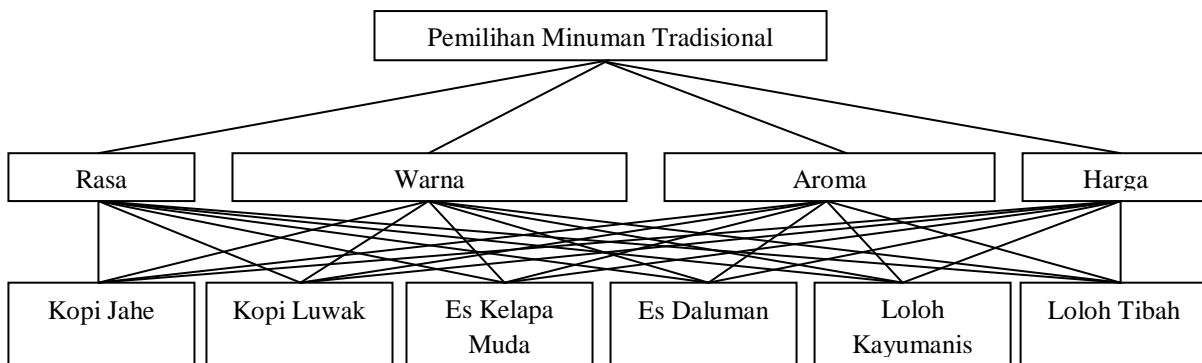 Pemilihan Minuman Tradisional
Rasa
Warna
Aroma
Harga
Kopi Jahe
Kopi Luwak
Es Kelapa
Muda
Es Daluman
Loloh
Kayumanis
Loloh Tibah